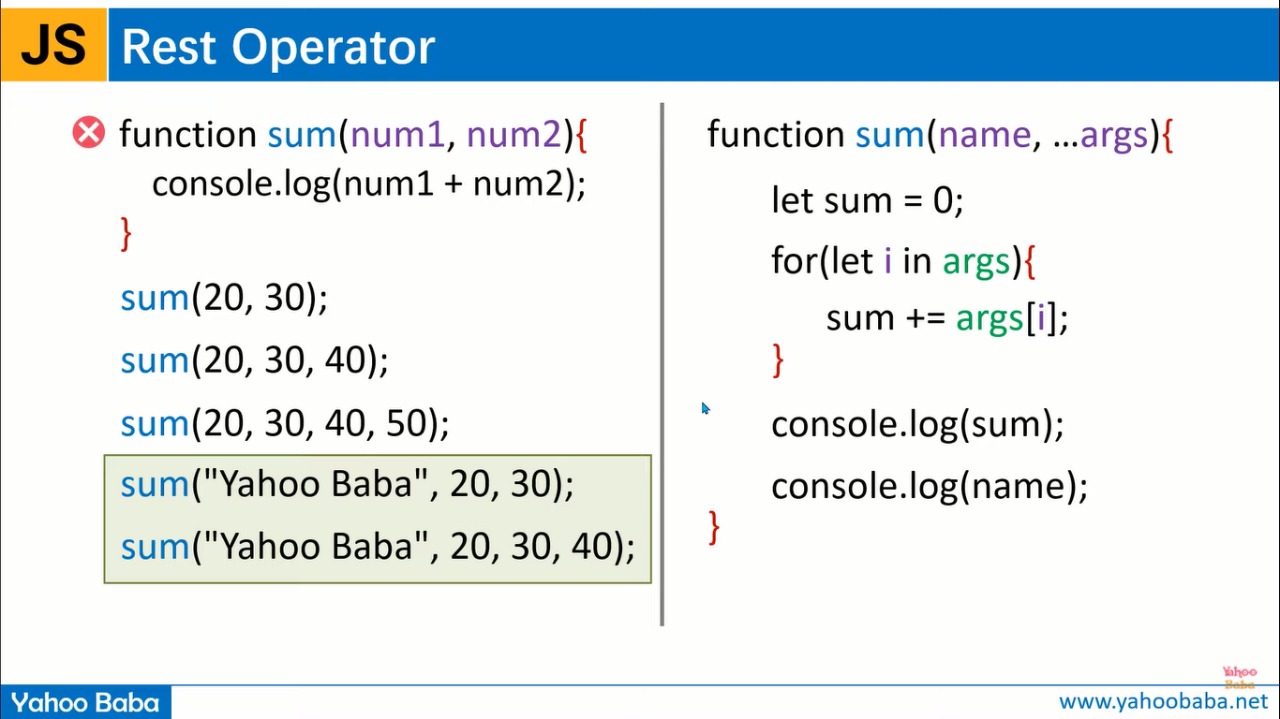 JS Rest Operator
function sum(num1, num2){
console.log(num1 + num2);
}
sum(20, 30);
sum(20, 30, 40);
sum(20, 30, 40, 50);
sum("Yahoo Baba", 20, 30);
sum("Yahoo Baba", 20, 30, 40);
function sum(name, ...args){
let sum = 0;
for(let i in args){
sum += args[i];
}
console.log(sum);
console.log(name);
}
Yahoo
Baba
Yahoo Baba
www.yahoobaba.net